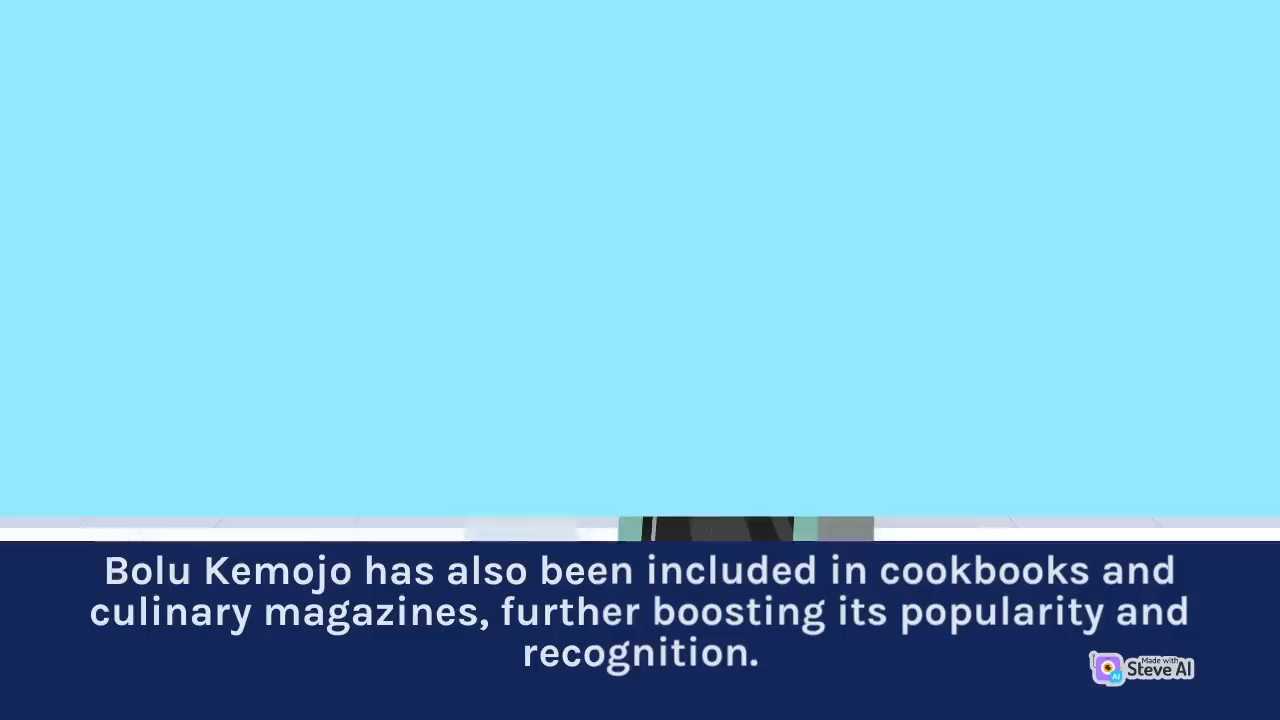 Bolu Kemojo has also been included in cookbooks and
culinary magazines, further boosting its popularity and
recognition.
Made with
Steve AI
AI